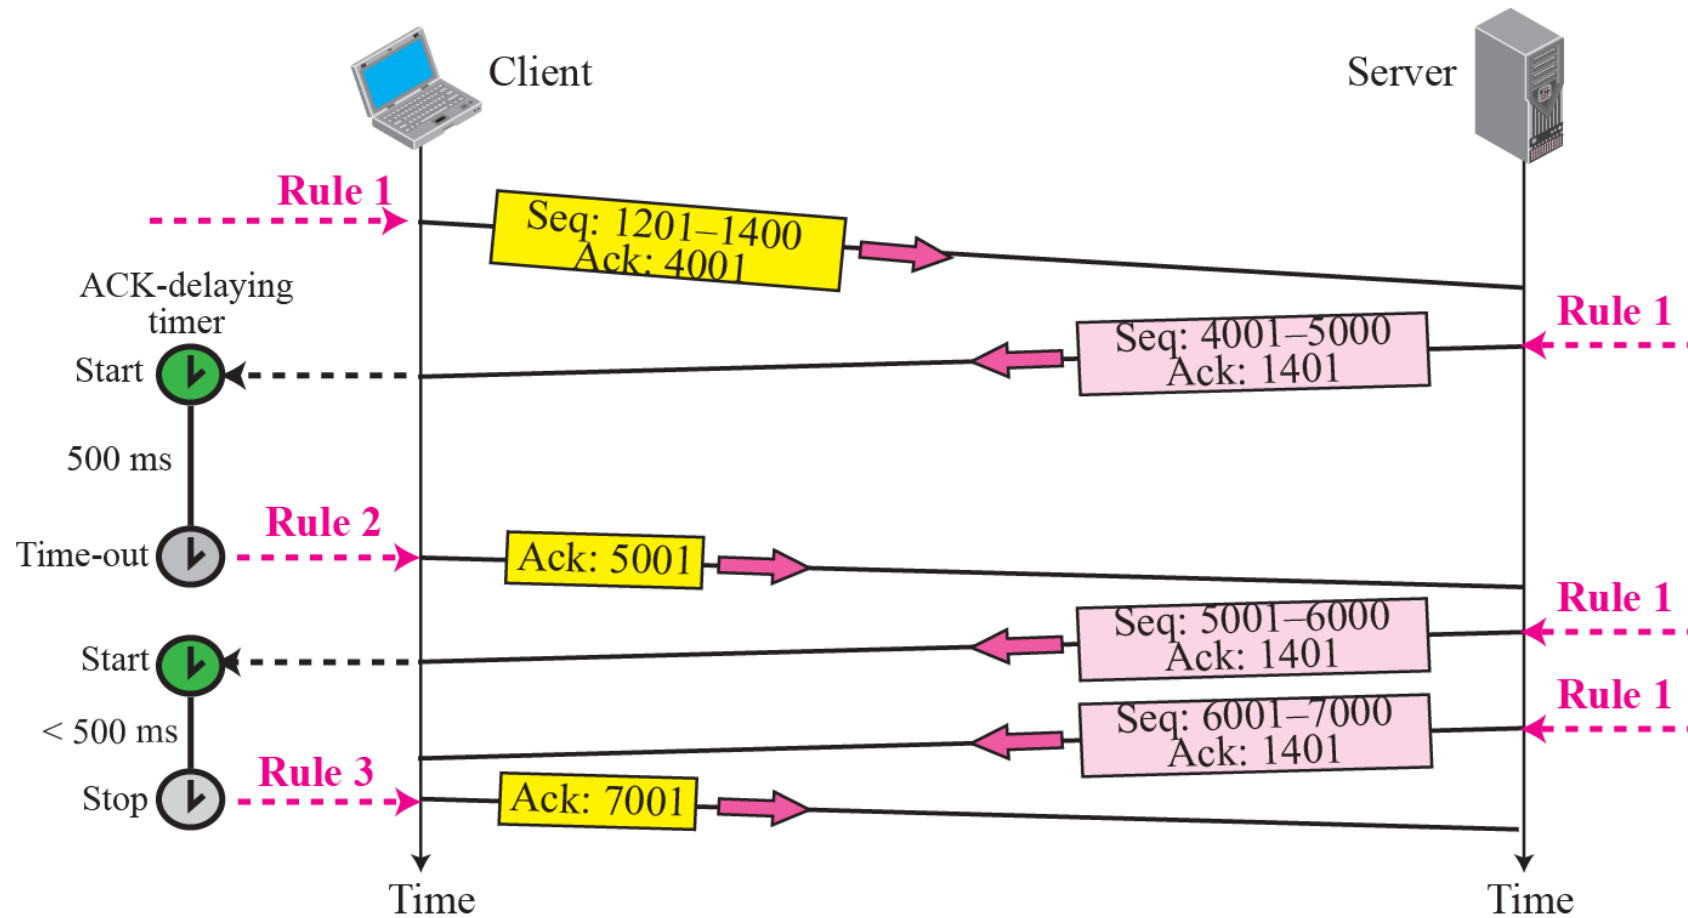 Client
Server
Rule 1
Seq: 1201–1400
Ack: 4001
ACK-delaying
timer
Rule 1
Seq: 4001–5000
Ack: 1401
Start
500 ms
Rule 2
Time-out
Ack: 5001
Rule 1
Seq: 5001–6000
Ack: 1401
Start
Rule 1
Seq: 6001–7000
Ack: 1401
< 500 ms
Rule 3
Stop
Ack: 7001
Time
Time